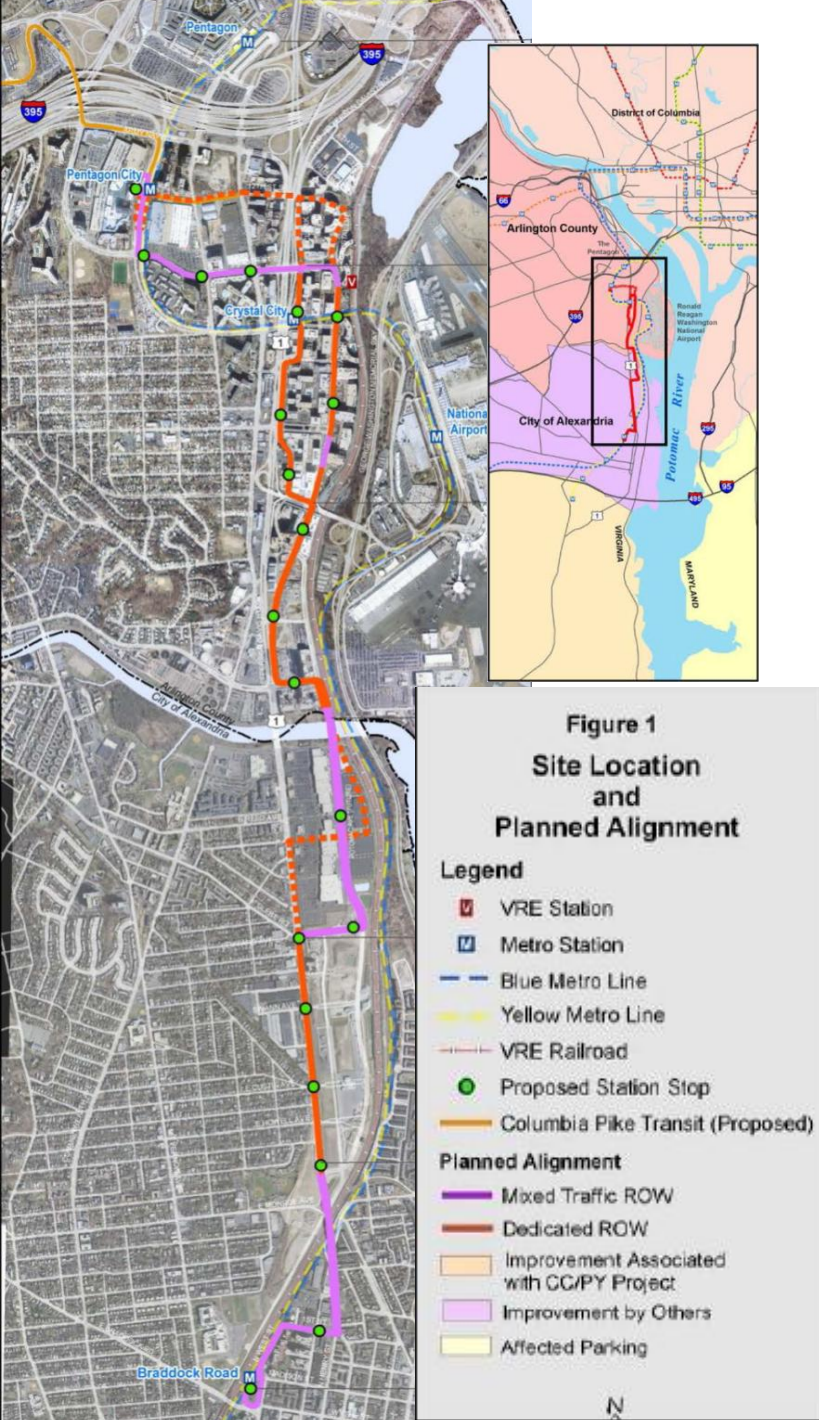 Pentagon
M
395
395
Pentagon City
M
V
Crystal City
M
1
National
Airport
M
Arlington County
City of Alexandria
1
Braddock Road
M
District of Columbia
66
Arlington County
The
Pentagon
395
Ronald
Reagan
Washington
National
Airport
1
City of Alexandria
Potomac River
295
95
495
1
VIRGINIA
MARYLAND
Figure 1
Site Location
and
Planned Alignment
Legend
V VRE Station
M Metro Station
Blue Metro Line
Yellow Metro Line
VRE Railroad
Proposed Station Stop
Columbia Pike Transit (Proposed)
Planned Alignment
Mixed Traffic ROW
Dedicated ROW
Improvement Associated
with CC/PY Project
Improvement by Others
Affected Parking
N